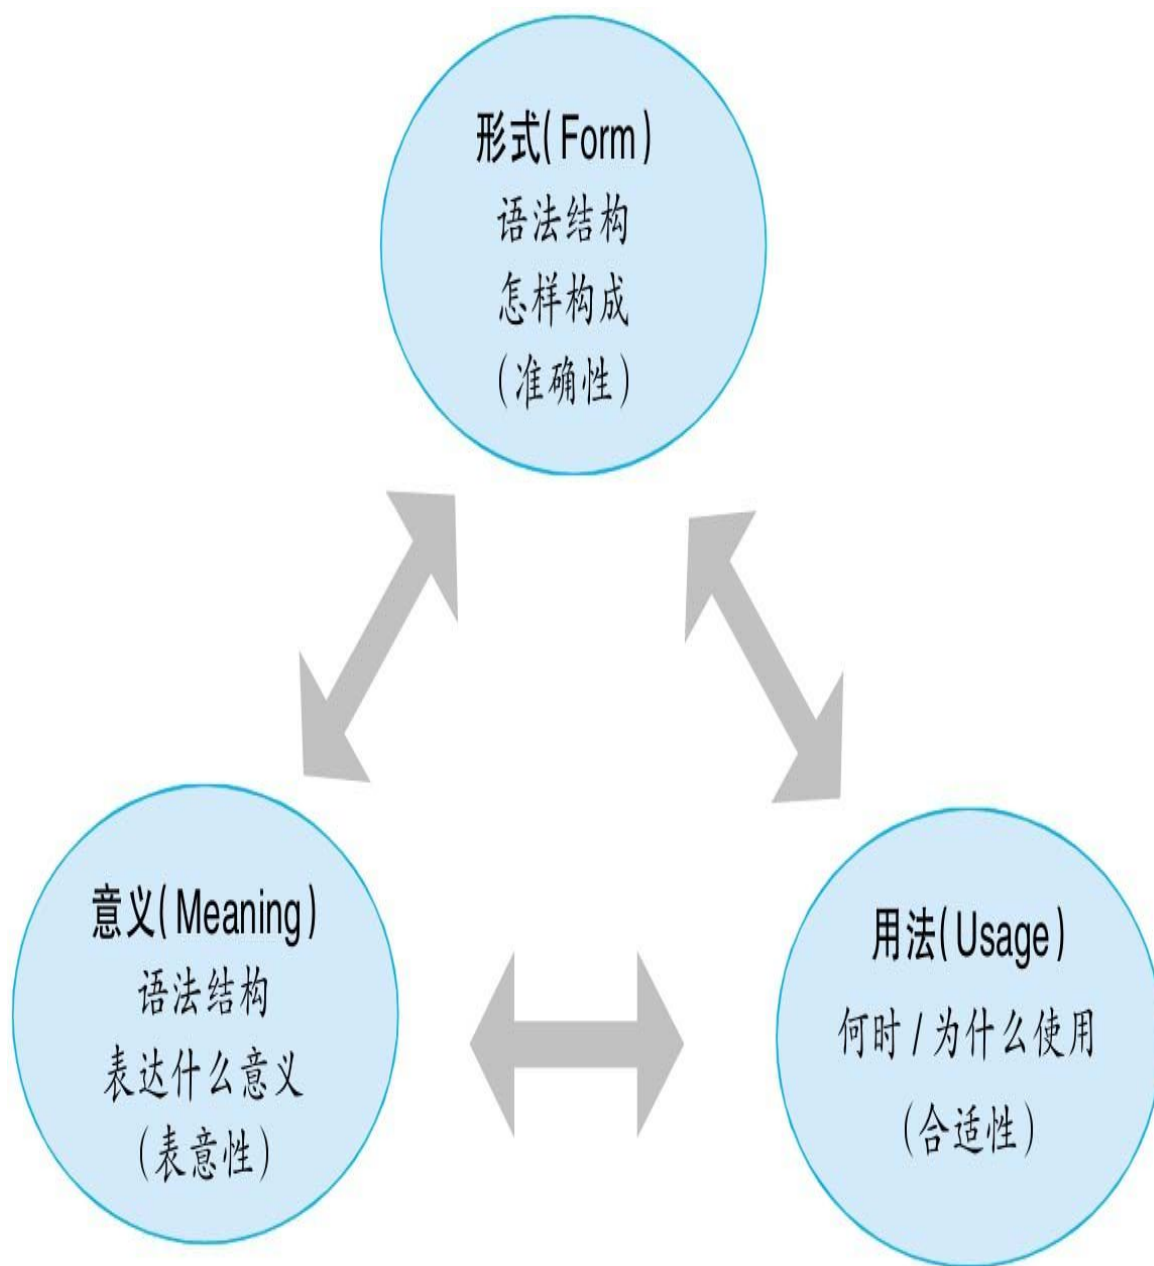 形式(Form)
语法结构
怎样构成
(准确性)
意义(Meaning)
语法结构
表达什么意义
(表意性)
用法(Usage)
何时/为什么使用
(合适性)